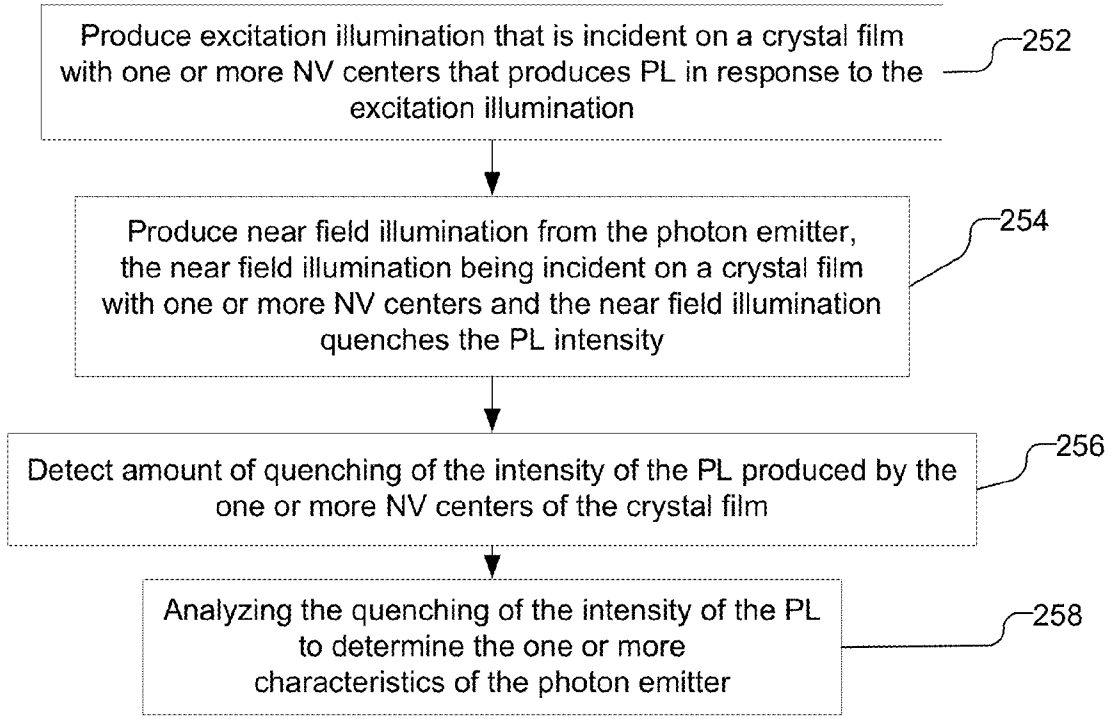 Produce excitation illumination that is incident on a crystal film
with one or more NV centers that produces PL in response to the
excitation illumination
252
Produce near field illumination from the photon emitter,
the near field illumination being incident on a crystal film
with one or more NV centers and the near field illumination
quenches the PL intensity
254
Detect amount of quenching of the intensity of the PL produced by the
one or more NV centers of the crystal film
256
Analyzing the quenching of the intensity of the PL
to determine the one or more
characteristics of the photon emitter
258